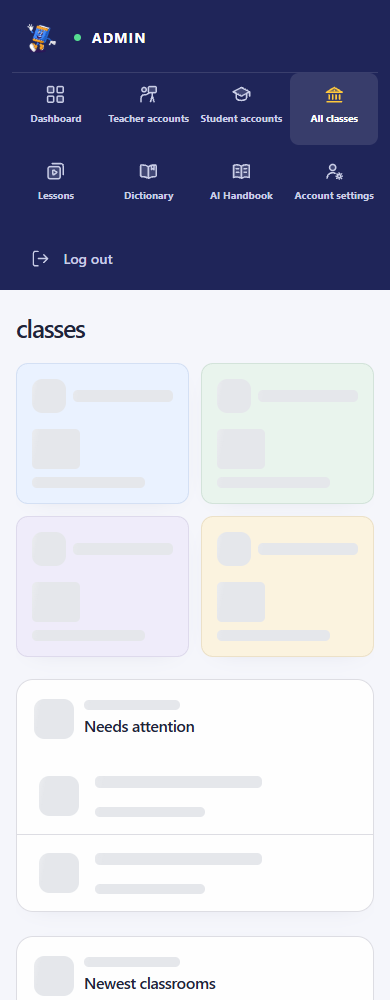 ADMIN
Dashboard
Teacher accounts
Student accounts
All classes
Lessons
Dictionary
AI Handbook
Account settings
Log out
classes
Needs attention
Newest classrooms